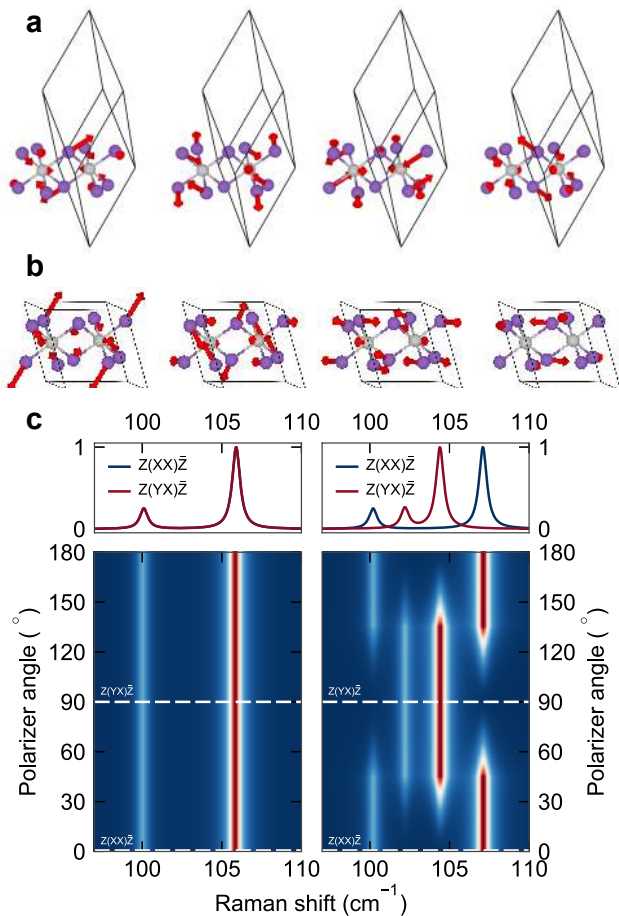 a
b
c
100 105 110
100 105 110
1
0
Z(XX)Z̄
Z(YX)Z̄
Z(XX)Z̄
Z(YX)Z̄
1
0
180
150
120
90
60
30
0
Polarizer angle (°)
Z(YX)Z̄
Z(XX)Z̄
100 105 110
Z(YX)Z̄
Z(XX)Z̄
100 105 110
180
150
120
90
60
30
0
Polarizer angle (°)
Raman shift (cm⁻¹)